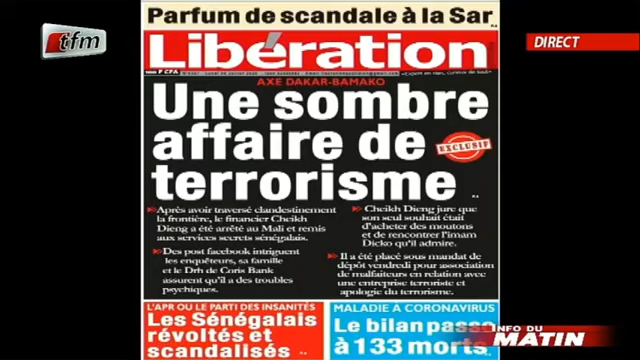 Parfum de scandale à la Sar
tfm
DIRECT
Libération
AXE DAKAR-BAMAKO
Une sombre
affaire de
EXCLUSIF
terrorisme
Après avoir traversé clandestinement
la frontière, le financier Cheikh
Dieng a été arrêté au Mali et remis
aux services secrets sénégalais.
Des post facebook intriguent
les enquêteurs, sa famille
et le Drh de Coris Bank
assurent qu'il a des troubles
psychiques.
Cheikh Dieng jure que
son seul souhait était
d'acheter des moutons
et de rencontrer l'imam
Dicko qu'il admire.
Il a été placé sous mandat de
dépôt vendredi pour association
de malfaiteurs en relation avec une
entreprise terroriste et
apologie du terrorisme.
L'APR OU LE PARTI DES INSANITÉS
Les Sénégalais
révoltés et
scandalisés
MALADIE À CORONAVIRUS
Le bilan passe
à 133 morts
INFO DU
MATIN